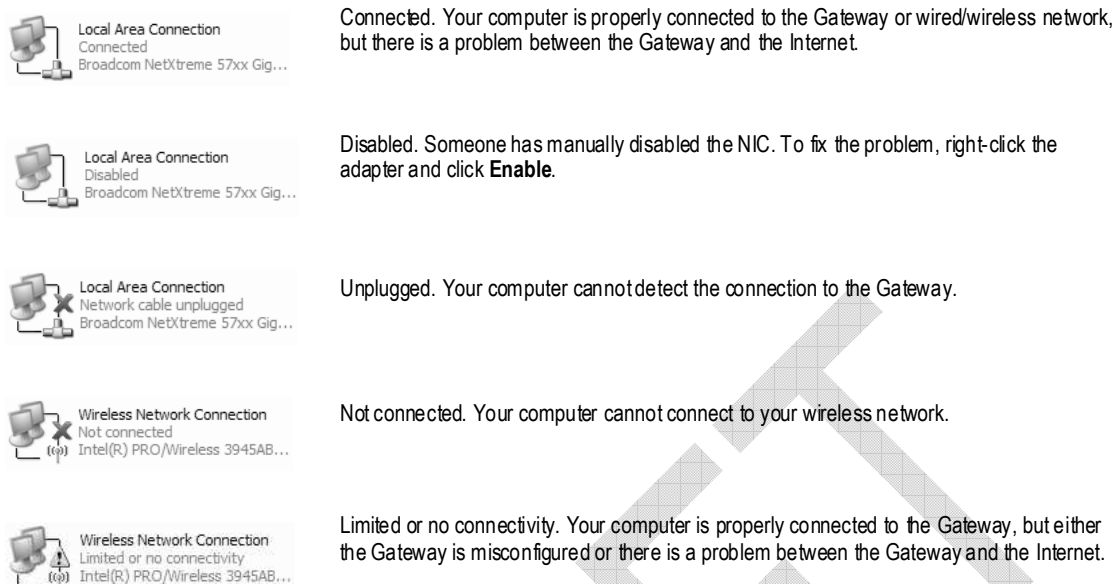 Local Area Connection
Connected
Broadcom NetXtreme 57xx Gig...
Connected. Your computer is properly connected to the Gateway or wired/wireless network,
but there is a problem between the Gateway and the Internet.
Local Area Connection
Disabled
Broadcom NetXtreme 57xx Gig...
Disabled. Someone has manually disabled the NIC. To fix the problem, right-click the
adapter and click Enable.
Local Area Connection
Network cable unplugged
Broadcom NetXtreme 57xx Gig...
Unplugged. Your computer cannot detect the connection to the Gateway.
Wireless Network Connection
Not connected
Intel(R) PRO/Wireless 3945AB...
Not connected. Your computer cannot connect to your wireless network.
Wireless Network Connection
Limited or no connectivity
Intel(R) PRO/Wireless 3945AB...
Limited or no connectivity. Your computer is properly connected to the Gateway, but either
the Gateway is misconfigured or there is a problem between the Gateway and the Internet.